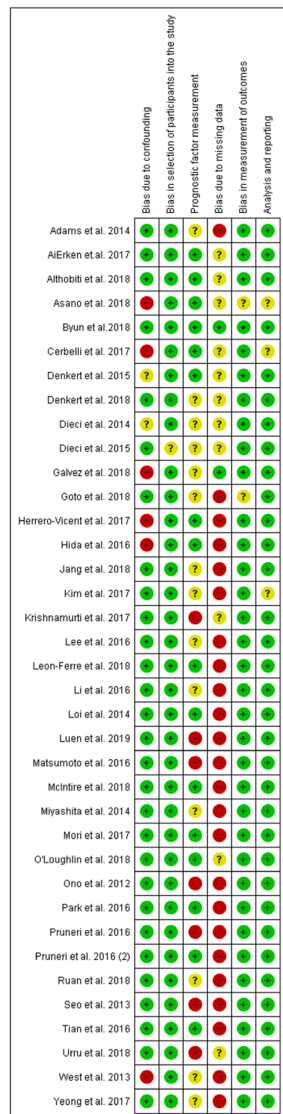 Bias due to confounding
Bias in selection of participants into the study
Prognostic factor measurement
Bias due to missing data
Bias in measurement of outcomes
Analysis and reporting
Adams et al. 2014 + + ? - + +
AiErken et al. 2017 + + + ? + +
Althobiti et al. 2018 + + + ? + +
Asano et al. 2018 - + + ? ? ?
Byun et al.2018 + + + + + +
Cerbelli et al. 2017 - + + ? + ?
Denkert et al. 2015 ? + + ? + +
Denkert et al. 2018 + + ? ? + +
Dieci et al. 2014 ? + ? ? + +
Dieci et al. 2015 + ? ? ? + +
Galvez et al. 2018 - + ? + + +
Goto et al. 2018 + + ? - ? +
Herrero-Vicent et al. 2017 - + + - + +
Hida et al. 2016 - + + - + +
Jang et al. 2018 + + ? - + +
Kim et al. 2017 + + ? - + ?
Krishnamurti et al. 2017 + + - ? + +
Lee et al. 2016 + + ? - + +
Leon-Ferre et al. 2018 + + + - + +
Li et al. 2016 + + ? - + +
Loi et al. 2014 + + + - + +
Luen et al. 2019 + + - - + +
Matsumoto et al. 2016 + + - - + +
McIntire et al. 2018 + + + - + +
Miyashita et al. 2014 + + ? - + +
Mori et al. 2017 + + + - + +
O'Loughlin et al. 2018 + + + ? + +
Ono et al. 2012 + + - - + +
Park et al. 2016 + + + - + +
Pruneri et al. 2016 + + - - + +
Pruneri et al. 2016 (2) + + + - + +
Ruan et al. 2018 + + ? - + +
Seo et al. 2013 + + - - + +
Tian et al. 2016 + + + - + +
Urru et al. 2018 + + - ? + +
West et al. 2013 - + ? - + +
Yeong et al. 2017 + + ? - + +